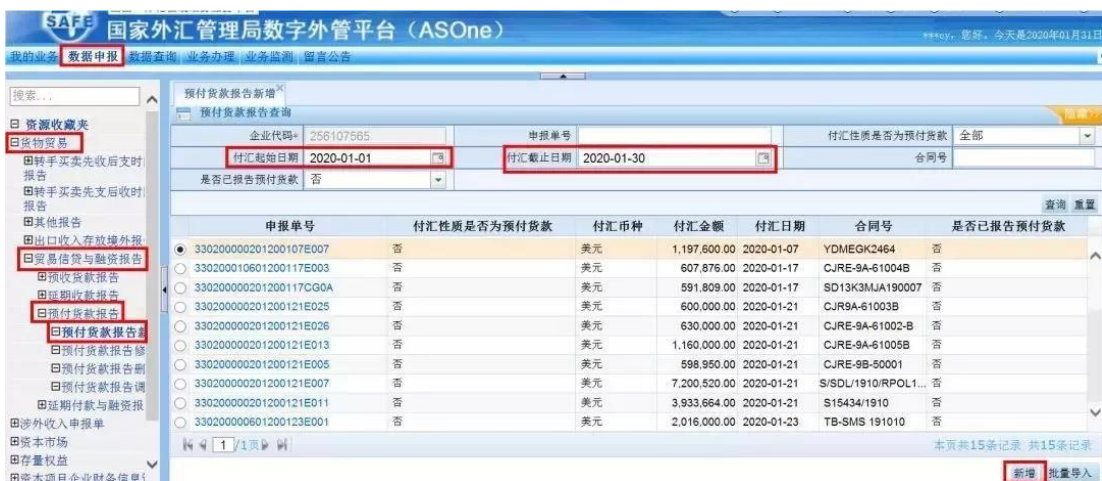 SAFE
国家外汇管理局数字外管平台（ASOne）
***cy，您好，今天是2020年01月31日
我的业务 数据申报 数据查询 业务办理 业务监测 留言公告
搜索...
资源收藏夹
货物贸易
转手买卖先收后支时
报告
转手买卖先支后收时
报告
其他报告
出口收入存放境外报
贸易信贷与融资报告
预收货款报告
延期收款报告
预付货款报告
预付货款报告
预付货款报告修
预付货款报告删
预付货款报告调
延期付款与融资报
涉外收入申报单
资本市场
存量权益
资本项目企业财务信息
预付货款报告新增
预付货款报告查询
隐藏
企业代码* 256107565 申报单号 付汇性质是否为预付货款 全部
付汇起始日期 2020-01-01 付汇截止日期 2020-01-30 合同号
是否已报告预付货款 否
查询 重置
申报单号 付汇性质是否为预付货款 付汇币种 付汇金额 付汇日期 合同号 是否已报告预付货款
330200000201200107E007 否 美元 1,197,600.00 2020-01-07 YDMEGK2464 否
330200010601200117E003 否 美元 607,876.00 2020-01-17 CJRE-9A-61004B 否
330200000201200117CG0A 否 美元 591,809.00 2020-01-17 SD13K3MJA190007 否
330200000201200121E025 否 美元 600,000.00 2020-01-21 CJR9A-61003B 否
330200000201200121E026 否 美元 630,000.00 2020-01-21 CJRE-9A-61002-B 否
330200000201200121E013 否 美元 1,160,000.00 2020-01-21 CJRE-9A-61005B 否
330200000201200121E005 否 美元 598,950.00 2020-01-21 CJRE-9B-50001 否
330200000201200121E007 否 美元 7,200,520.00 2020-01-21 S/SDL/1910/RPOL1... 否
330200000201200121E011 否 美元 3,933,664.00 2020-01-21 S15434/1910 否
330200000601200123E001 否 美元 2,016,000.00 2020-01-23 TB-SMS 191010 否
1 /1页
本页共15条记录 共15条记录
新增 批量导入